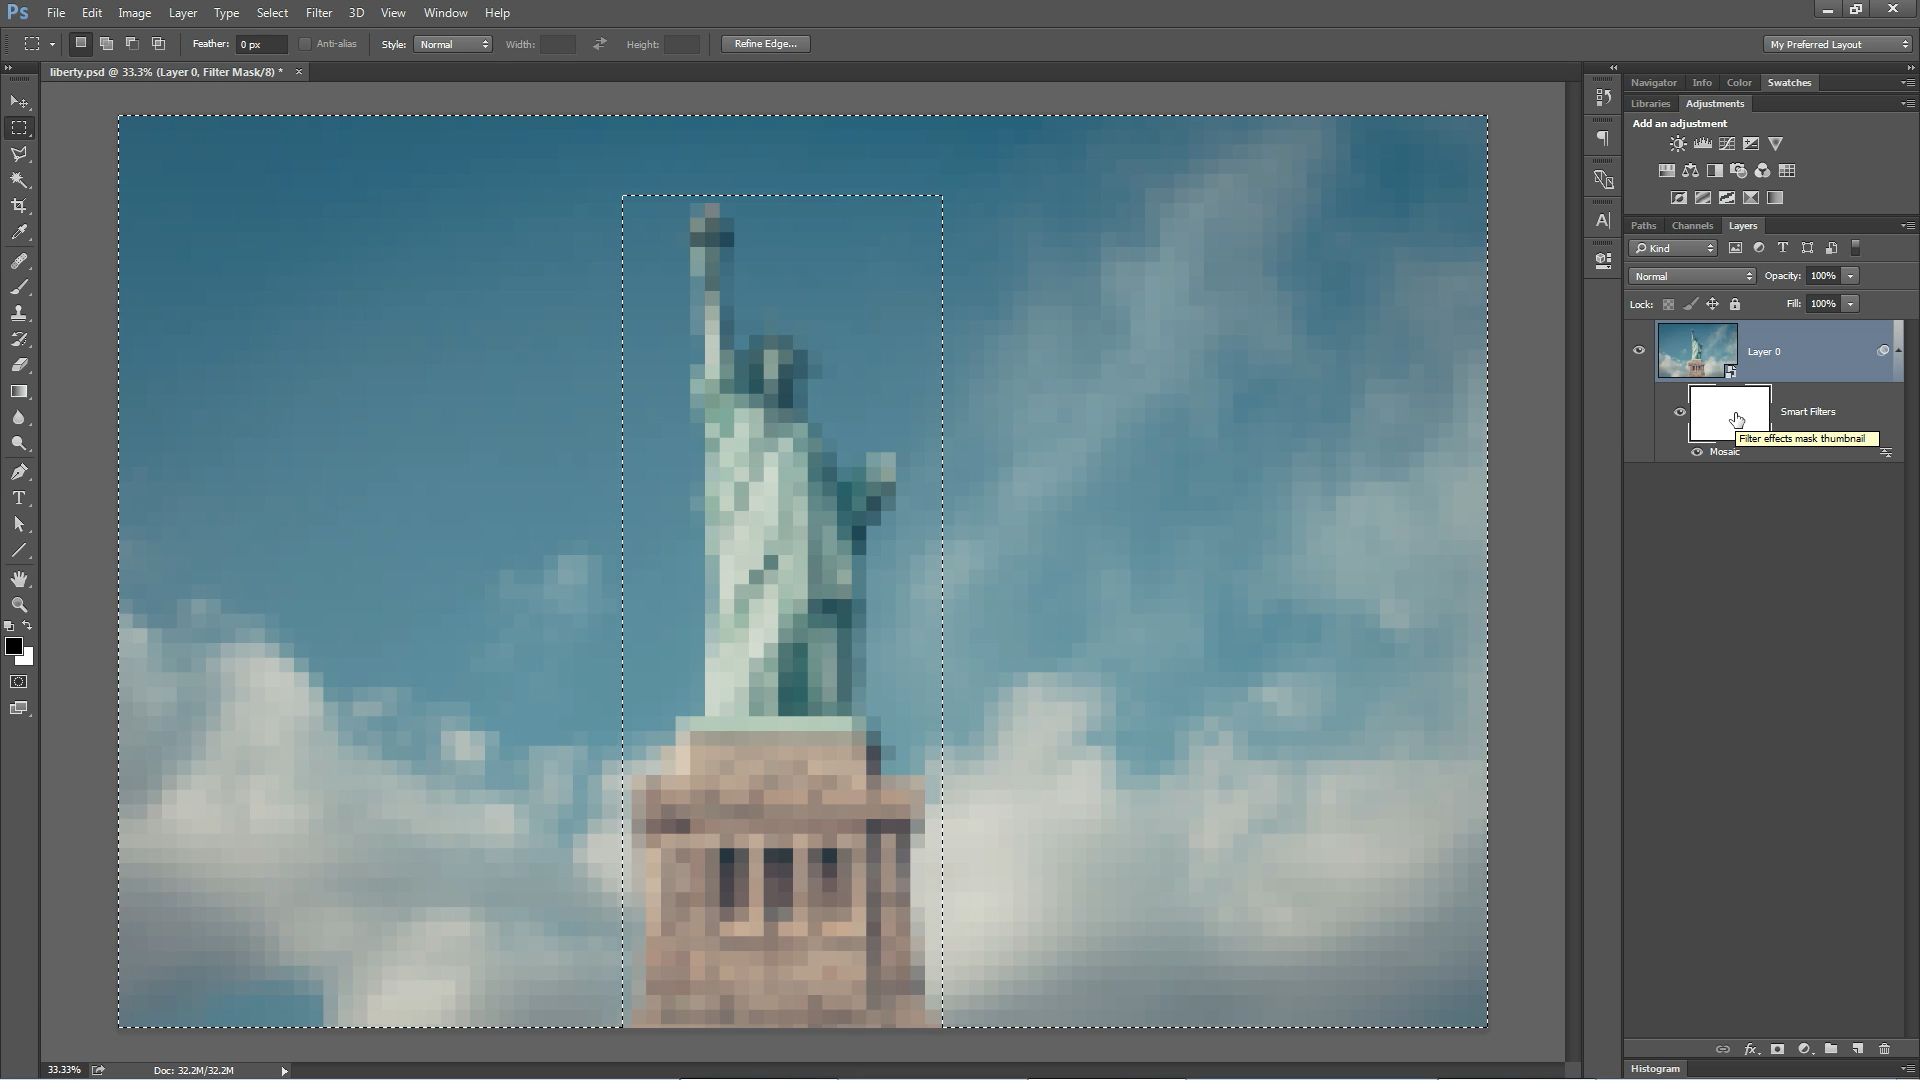 Ps File Edit Image Layer Type Select Filter 3D View Window Help
Feather: 0 px Anti-alias Style: Normal Width: Height: Refine Edge... My Preferred Layout
liberty.psd @ 33.3% (Layer 0, Filter Mask/8) * ×
Navigator Info Color Swatches
Libraries Adjustments
Add an adjustment
Paths Channels Layers
Kind
Normal Opacity: 100%
Lock: Fill: 100%
Layer 0
Smart Filters
Filter effects mask thumbnail
Mosaic
33.33% Doc: 32.2M/32.2M
Histogram